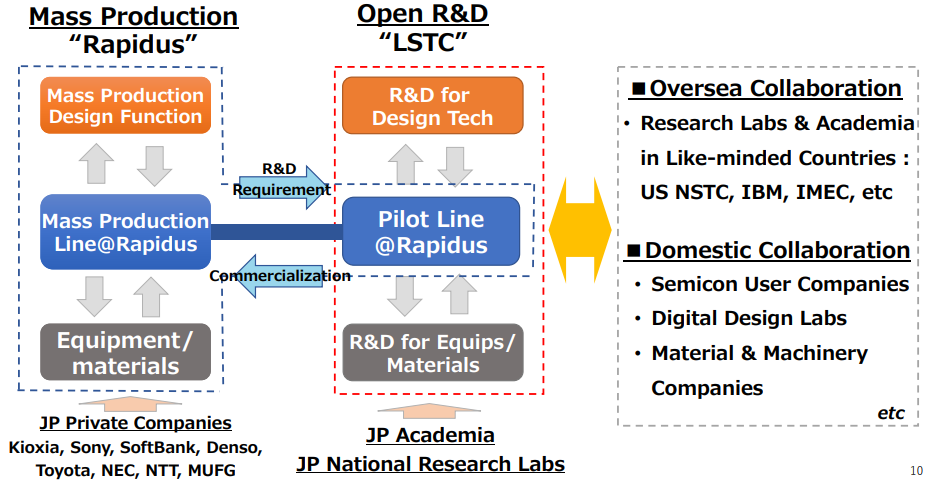 Mass Production
“Rapidus”
Mass Production
Design Function
Mass Production
Line@Rapidus
Equipment/
materials
JP Private Companies
Kioxia, Sony, SoftBank, Denso,
Toyota, NEC, NTT, MUFG
R&D
Requirement
Commercialization
Open R&D
“LSTC”
R&D for
Design Tech
Pilot Line
@Rapidus
R&D for Equips/
Materials
JP Academia
JP National Research Labs
■Oversea Collaboration
・ Research Labs & Academia
in Like-minded Countries :
US NSTC, IBM, IMEC, etc
■Domestic Collaboration
・ Semicon User Companies
・ Digital Design Labs
・ Material & Machinery
Companies
etc
10